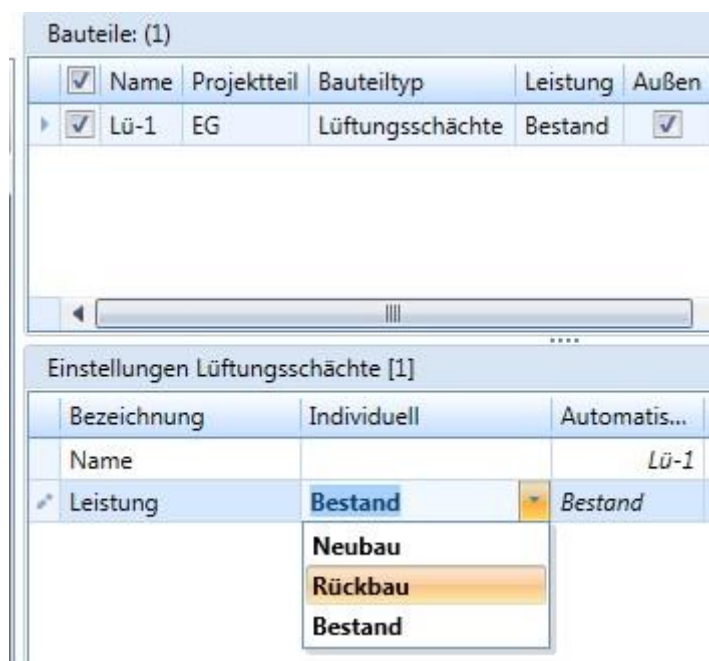 Bauteile: (1)
Name Projektteil Bauteiltyp Leistung Außen
Lü-1 EG Lüftungsschächte Bestand
Einstellungen Lüftungsschächte [1]
Bezeichnung Individuell Automatis...
Name Lü-1
Leistung Bestand Bestand
Neubau
Rückbau
Bestand